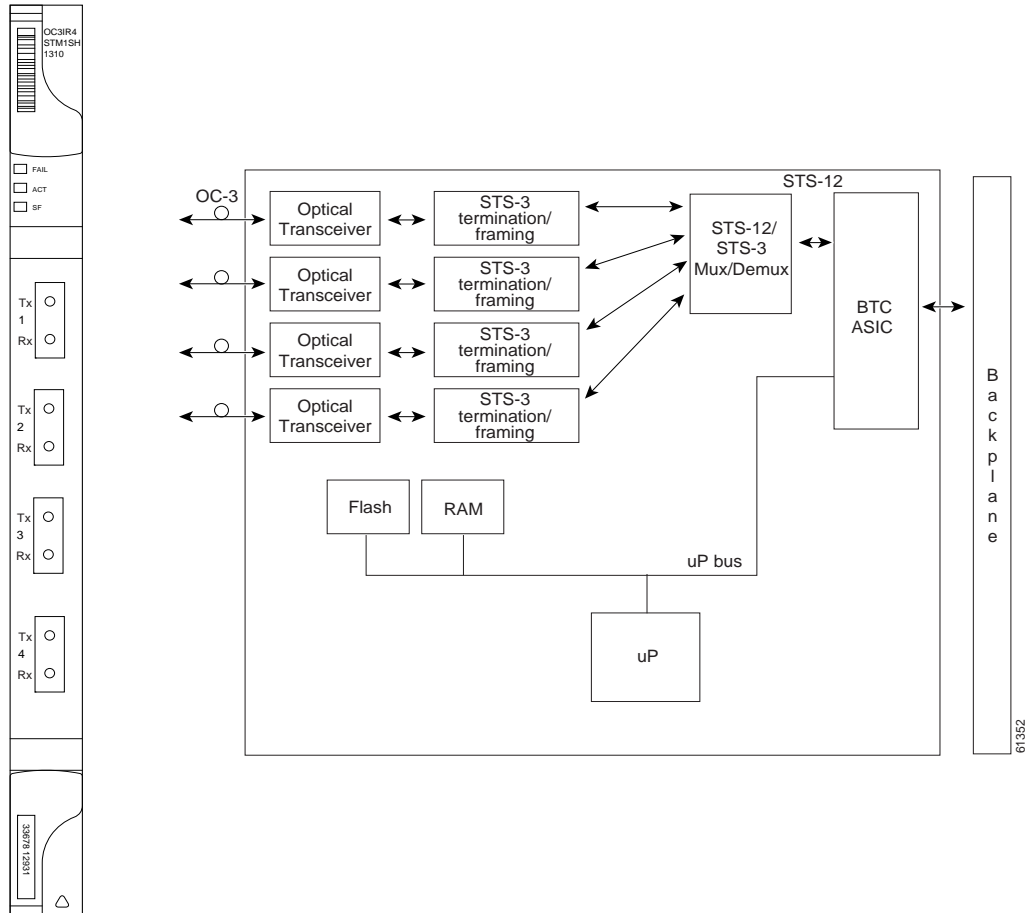 OC3IR4
STM1SH
1310
FAIL
ACT
SF
Tx
1
Rx
Tx
2
Rx
Tx
3
Rx
Tx
4
Rx
33678 12931
OC-3
STS-12
Optical
Transceiver
STS-3
termination/
framing
Optical
Transceiver
STS-3
termination/
framing
Optical
Transceiver
STS-3
termination/
framing
Optical
Transceiver
STS-3
termination/
framing
STS-12/
STS-3
Mux/Demux
BTC
ASIC
Flash
RAM
uP bus
uP
Backplane
61352